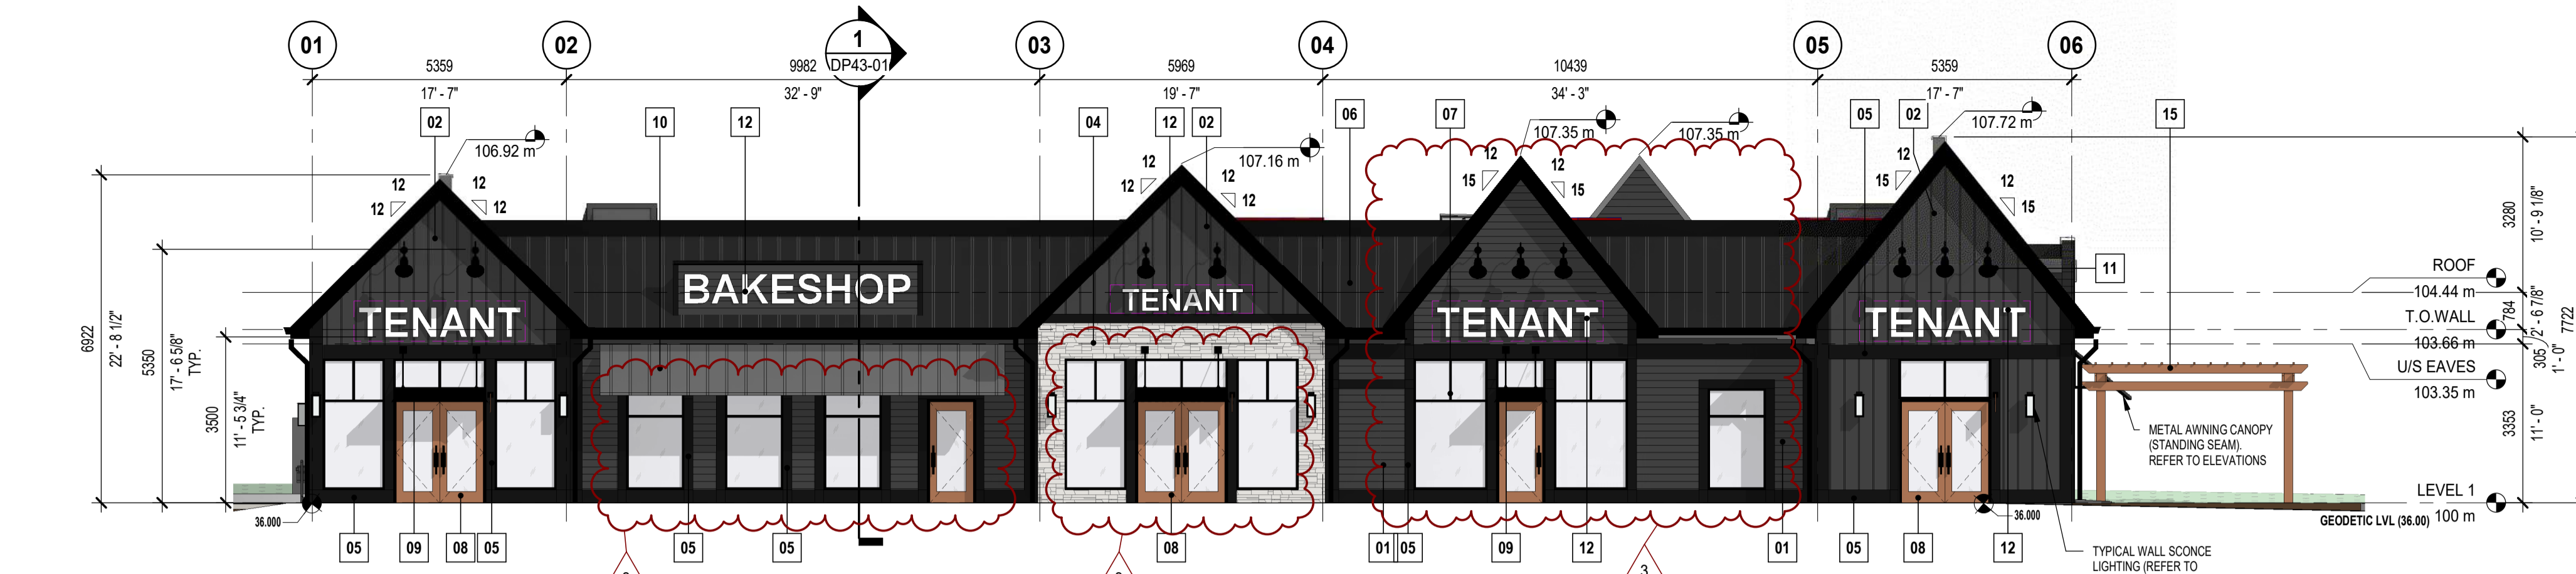 01 02 1 03 04 05 06
DP43-01
5359 9982 5969 10439 5359
17' - 7" 32' - 9" 19' - 7" 34' - 3" 17' - 7"
02 10 12 04 12 02 06 07 05 02 15
106.92 m 107.16 m 107.35 m 107.35 m 107.72 m
12 12 12 12 12 12 12 12
12 12 12 12 15 15 15 15
11
BAKESHOP
TENANT TENANT TENANT TENANT
6922
22' - 8 1/2"
5350
17' - 6 5/8"
TYP.
3500
11' - 5 3/4"
TYP.
3280
10' - 9 1/8"
ROOF
104.44 m
784
2' - 6 7/8"
T.O.WALL
103.66 m
7722
305
1' - 0"
U/S EAVES
103.35 m
3353
11' - 0"
METAL AWNING CANOPY
(STANDING SEAM).
REFER TO ELEVATIONS
LEVEL 1
100 m
GEODETIC LVL (36.00)
36.000 36.000
05 09 08 05 05 05 08 01 05 09 12 01 05 08 12
TYPICAL WALL SCONCE
LIGHTING (REFER TO
3